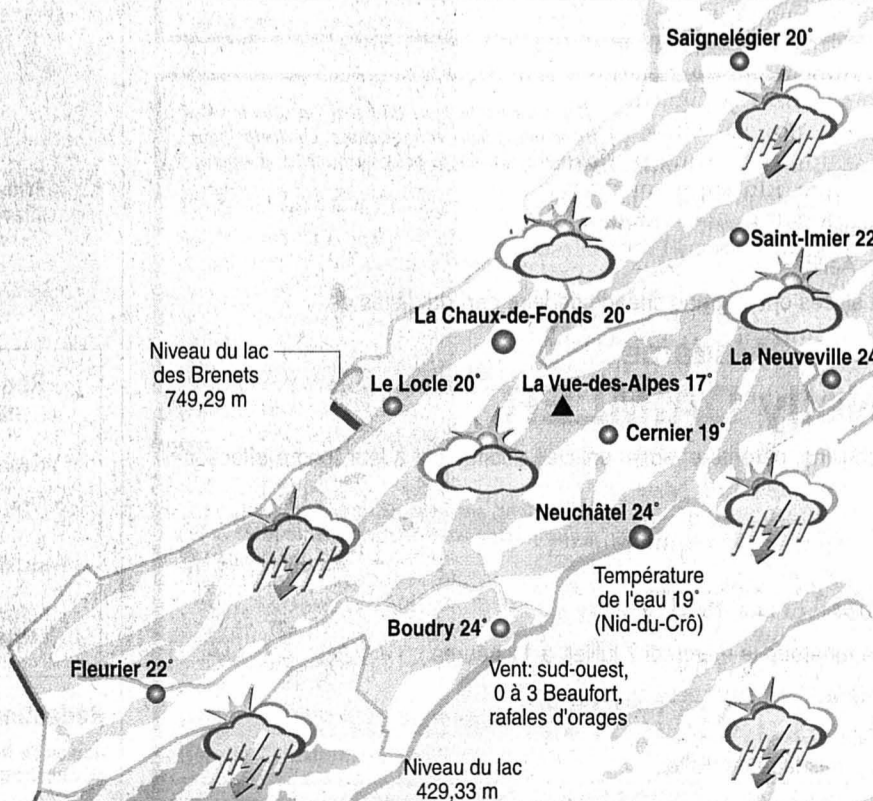 Saignelégier 20°
Saint-Imier 22
La Chaux-de-Fonds 20°
Niveau du lac
des Brenets
749,29 m
Le Locle 20°
La Vue-des-Alpes 17°
La Neuveville 24
Cernier 19°
Neuchâtel 24°
Température
de l'eau 19°
(Nid-du-Crô)
Boudry 24°
Vent: sud-ouest,
0 à 3 Beaufort,
rafales d'orages
Fleurier 22°
Niveau du lac
429,33 m